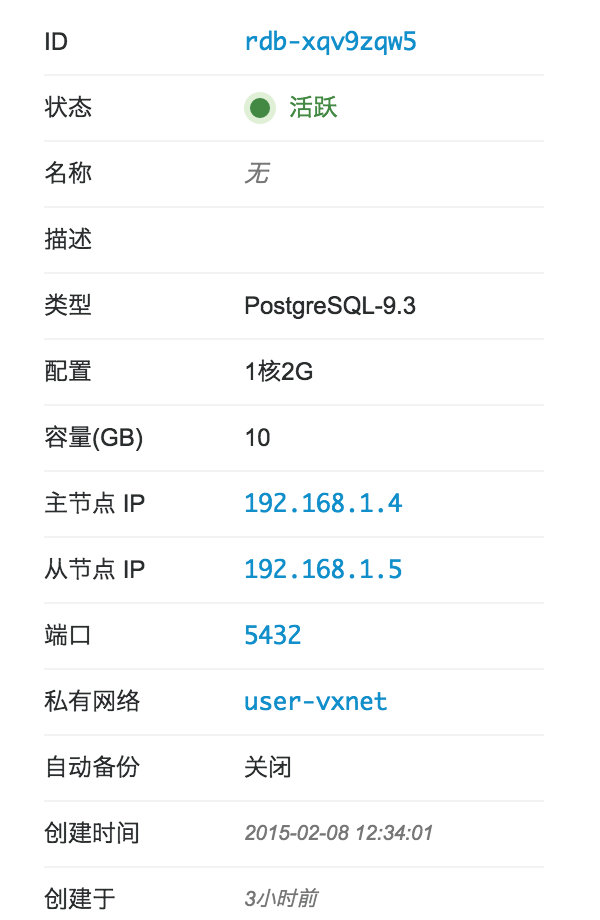 ID rdb-xqv9zqw5
状态 活跃
名称 无
描述
类型 PostgreSQL-9.3
配置 1核2G
容量(GB) 10
主节点 IP 192.168.1.4
从节点 IP 192.168.1.5
端口 5432
私有网络 user-vxnet
自动备份 关闭
创建时间 2015-02-08 12:34:01
创建于 3小时前